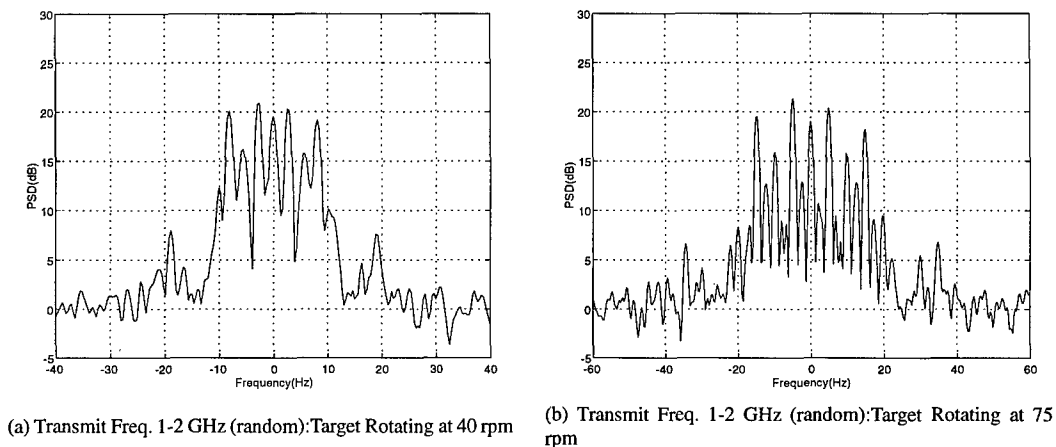 30
25
20
15
10
5
0
-5
PSD(dB)
-40 -30 -20 -10 0 10 20 30 40
Frequency(Hz)
(a) Transmit Freq. 1-2 GHz (random):Target Rotating at 40 rpm
30
25
20
15
10
5
0
-5
PSD(dB)
-60 -40 -20 0 20 40 60
Frequency(Hz)
(b) Transmit Freq. 1-2 GHz (random):Target Rotating at 75
rpm